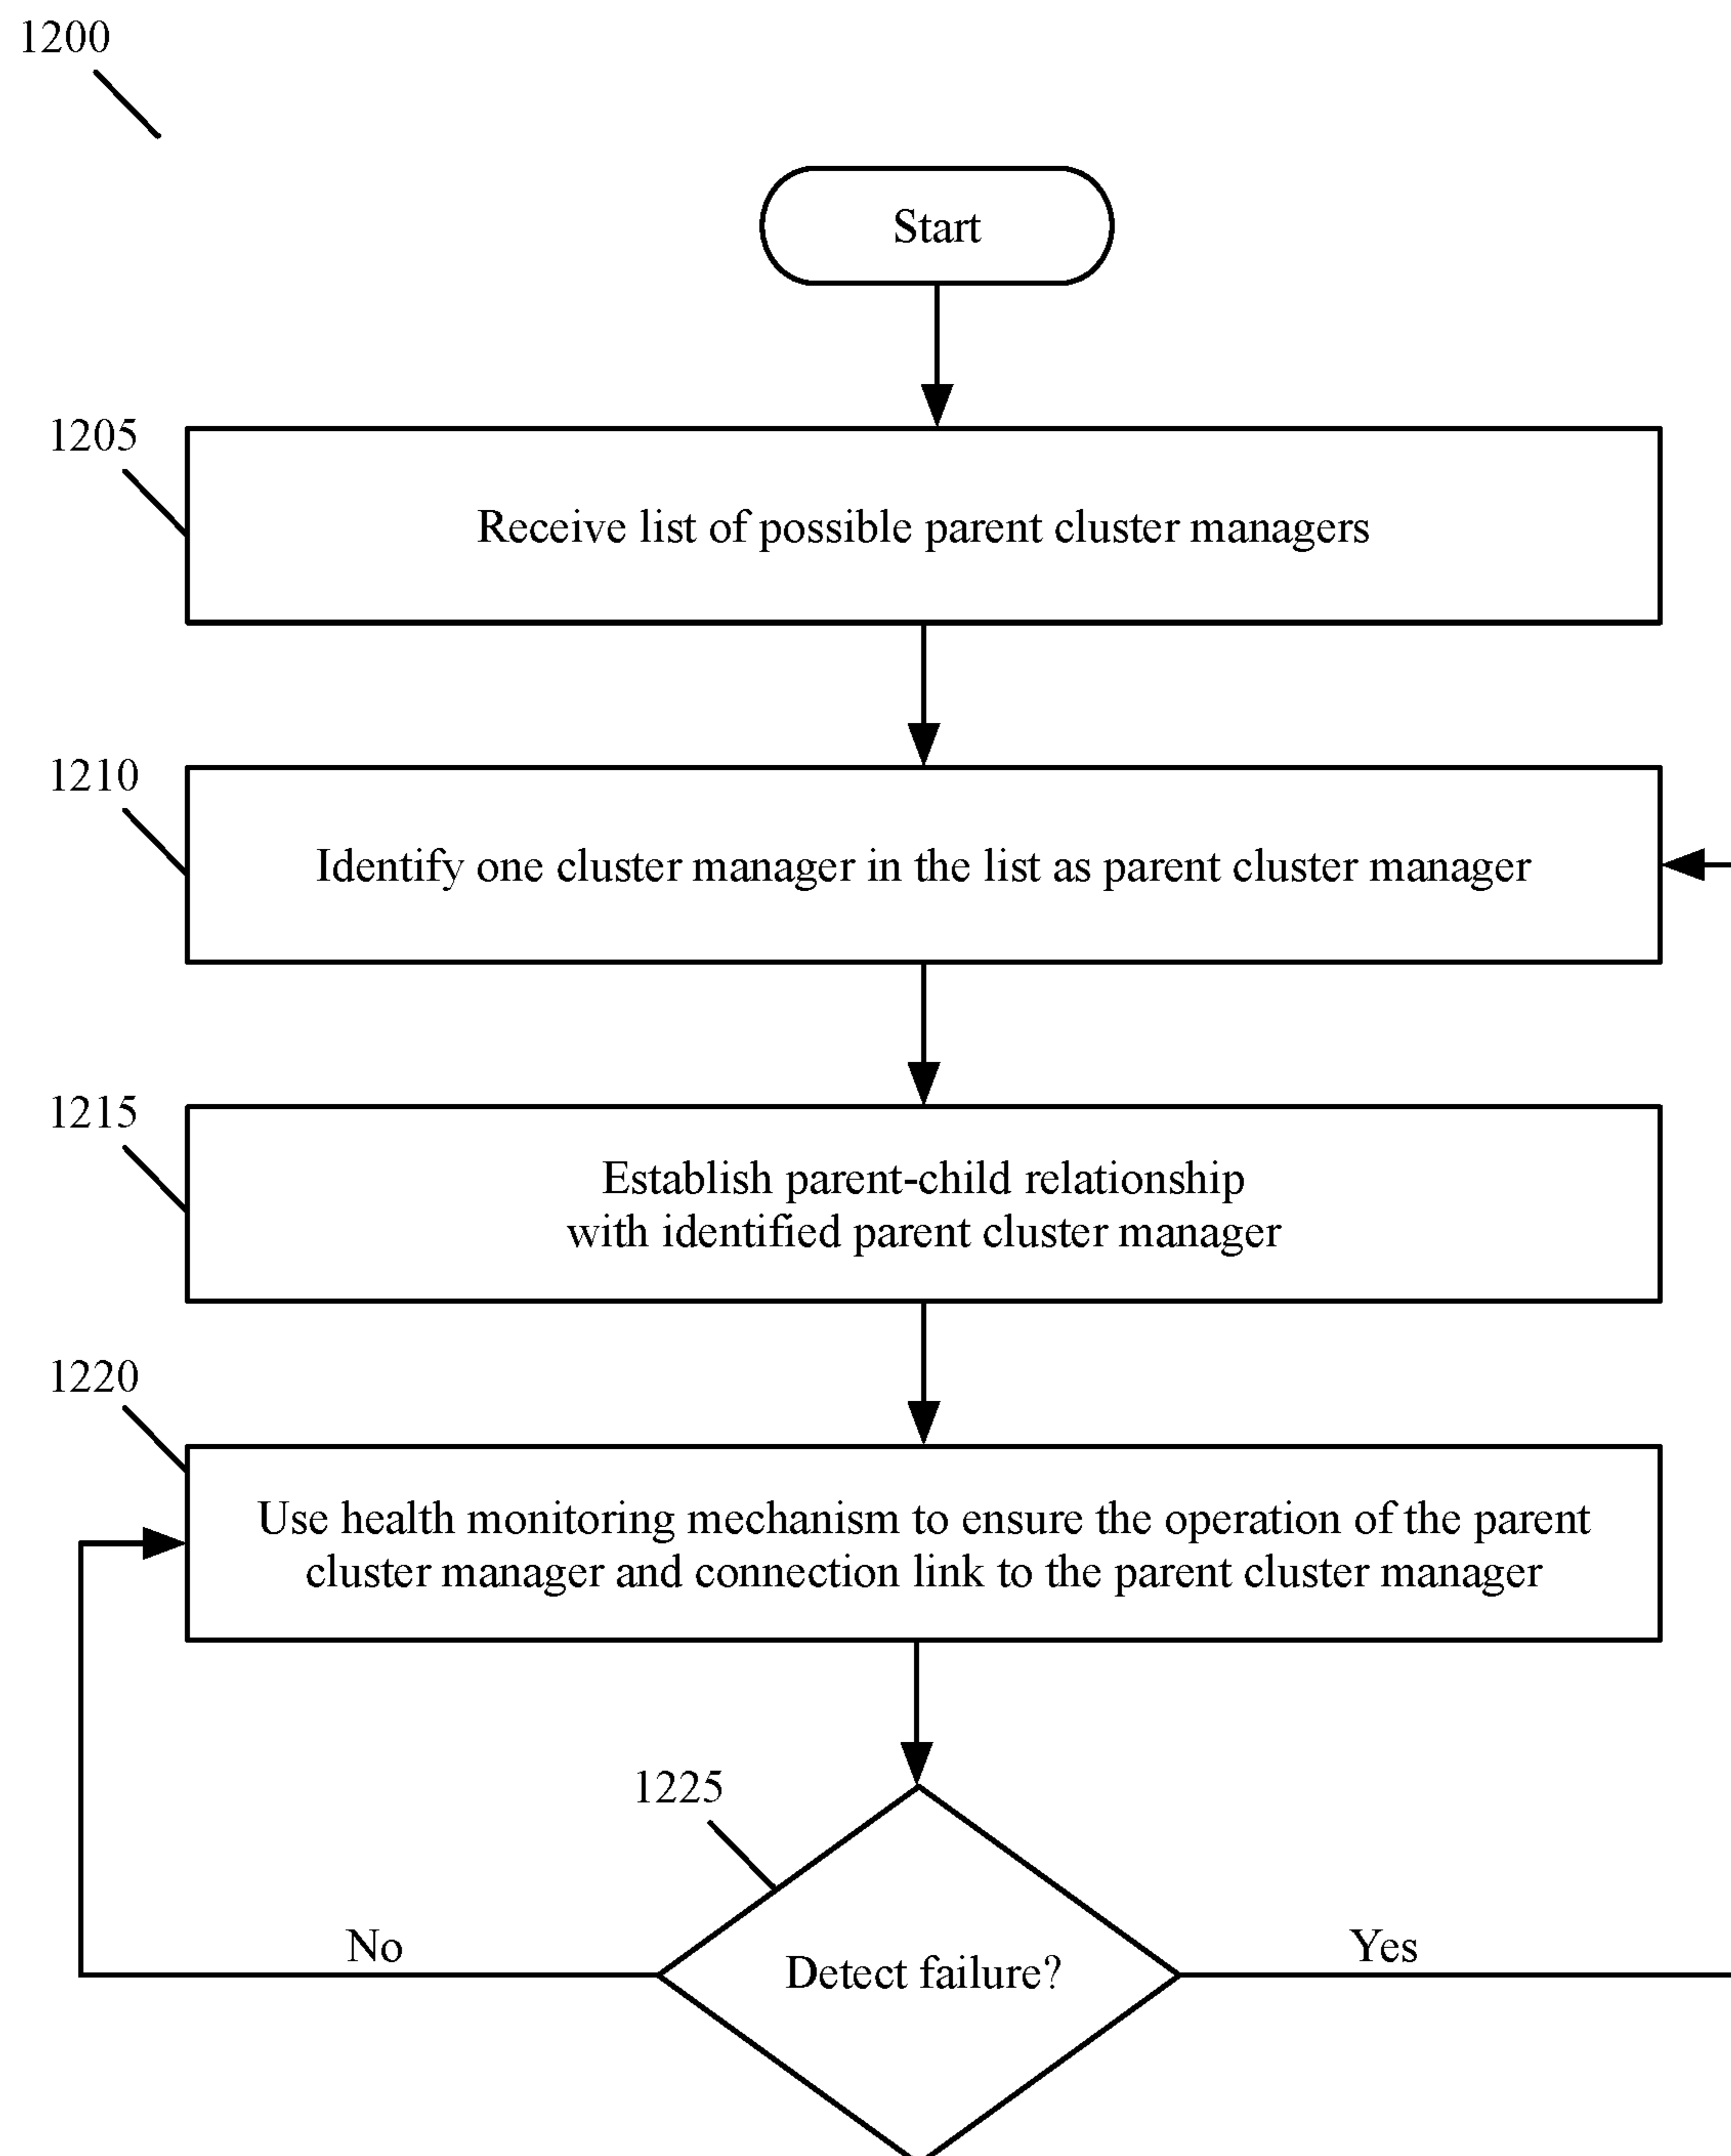 1200
Start
1205
Receive list of possible parent cluster managers
1210
Identify one cluster manager in the list as parent cluster manager
1215
Establish parent-child relationship
with identified parent cluster manager
1220
Use health monitoring mechanism to ensure the operation of the parent
cluster manager and connection link to the parent cluster manager
1225
No
Detect failure?
Yes